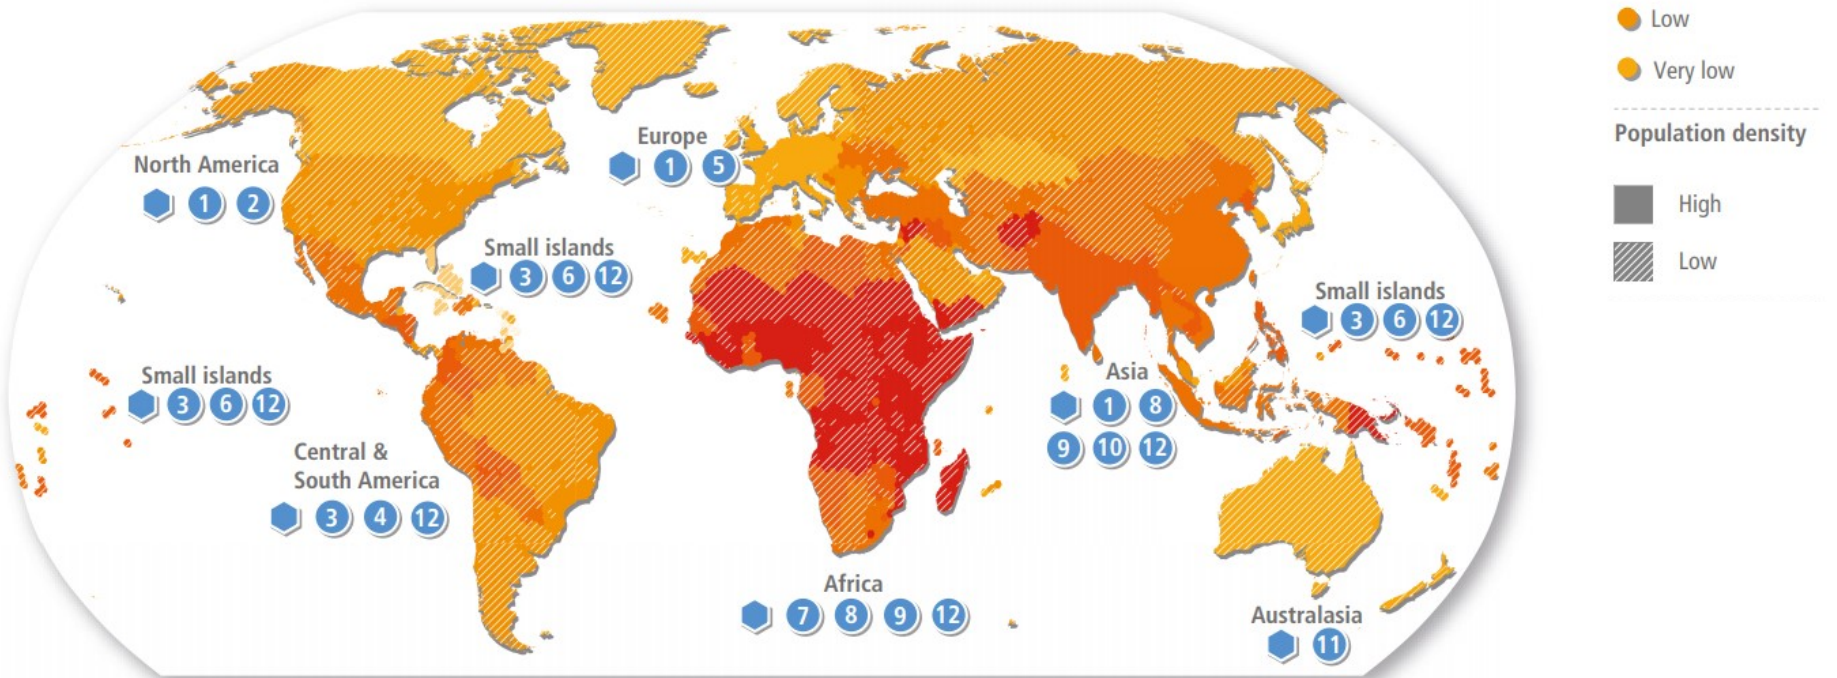 Low
Very low
Population density
High
Low
North America
1 2
Europe
1 5
Small islands
3 6 12
Small islands
3 6 12
Small islands
3 6 12
Asia
1 8
9 10 12
Central &
South America
3 4 12
Africa
7 8 9 12
Australasia
11